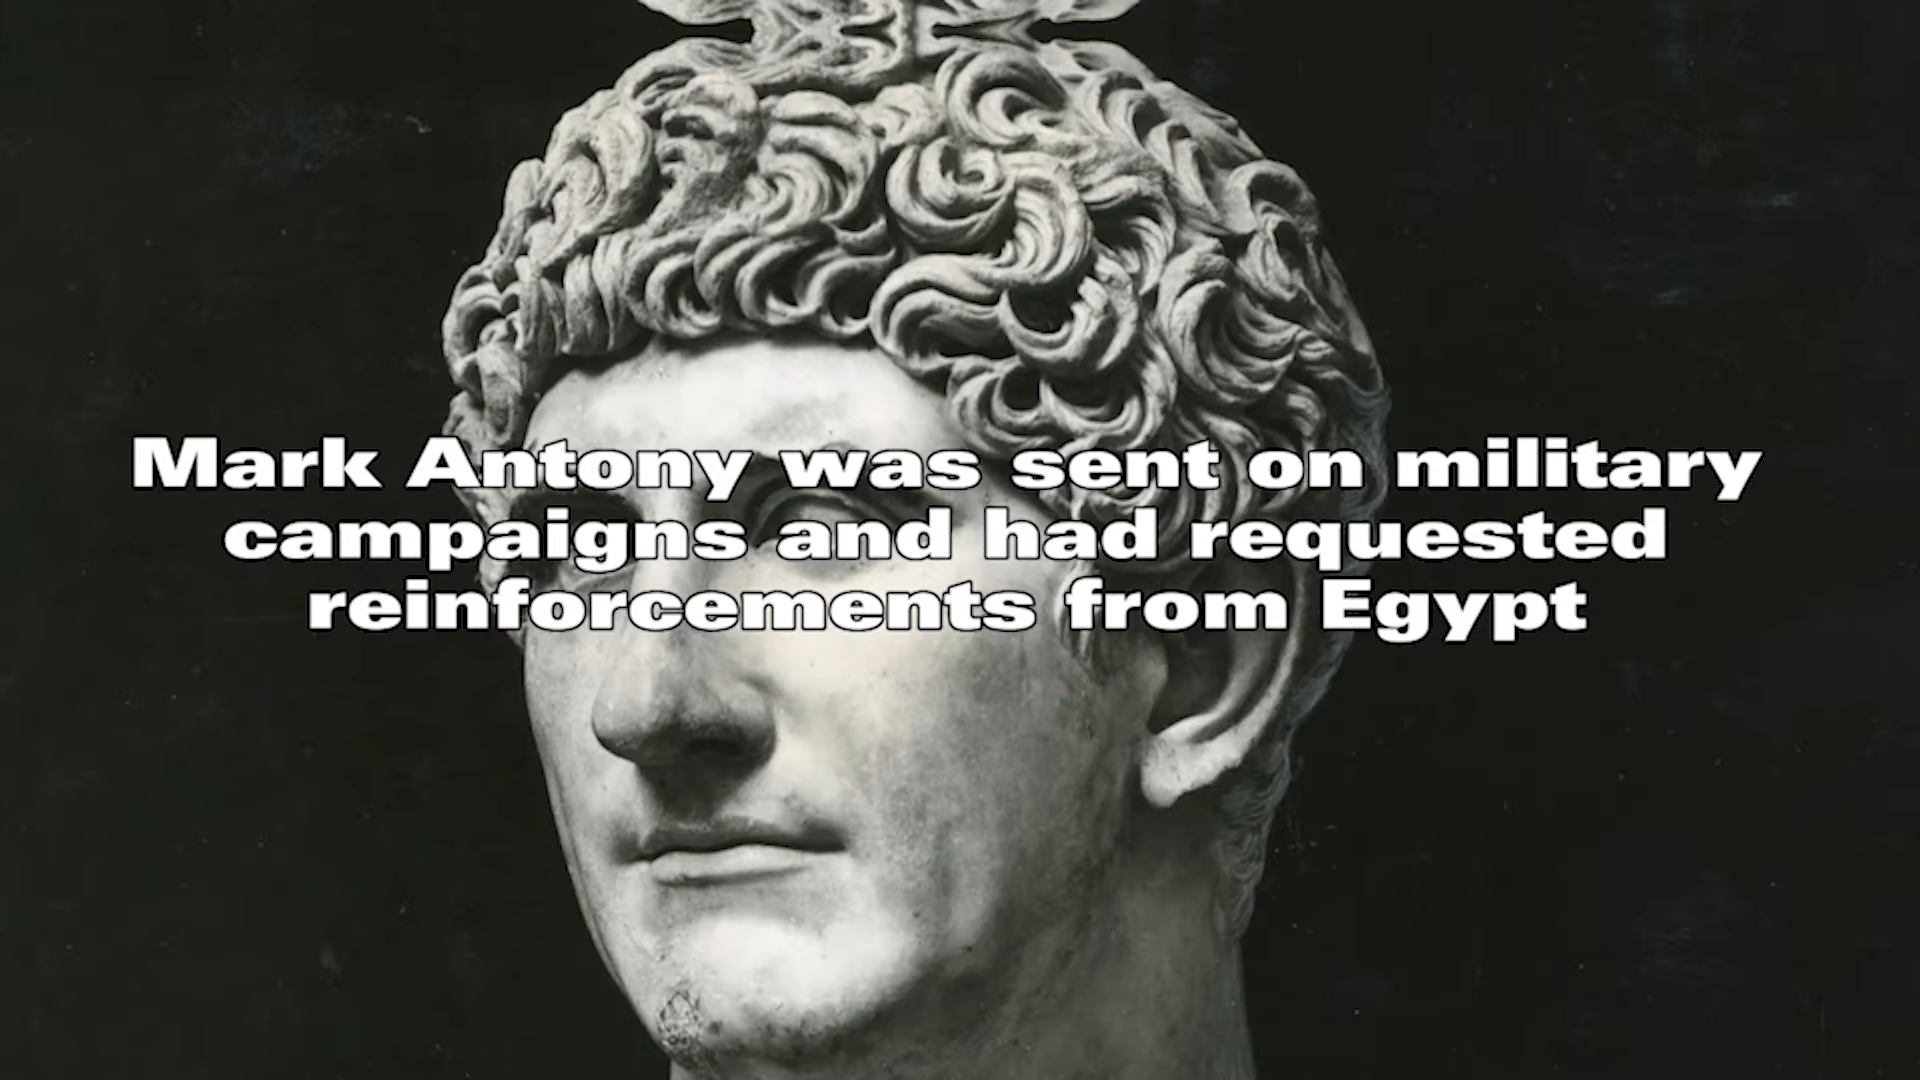 Mark Antony was sent on military
campaigns and had requested
reinforcements from Egypt